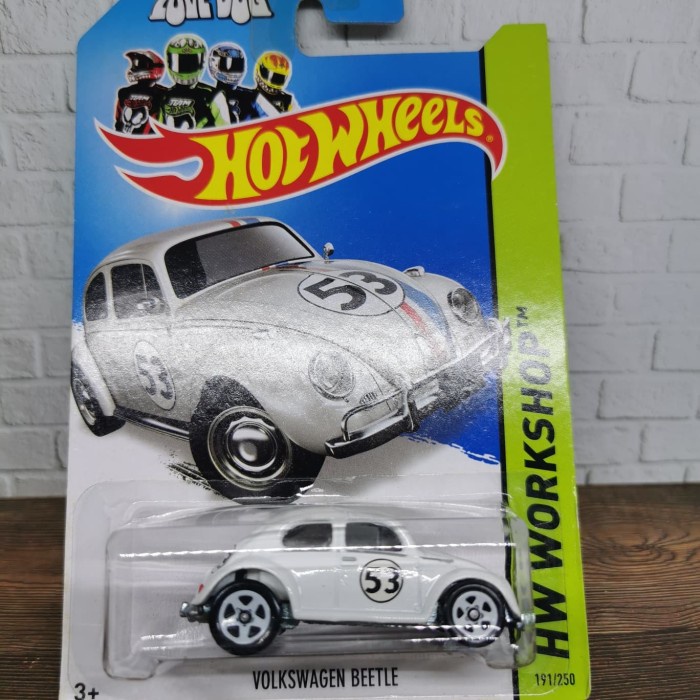 HOT WHEELS®
53
53
HW WORKSHOP™
53
VOLKSWAGEN BEETLE
191/250
3+